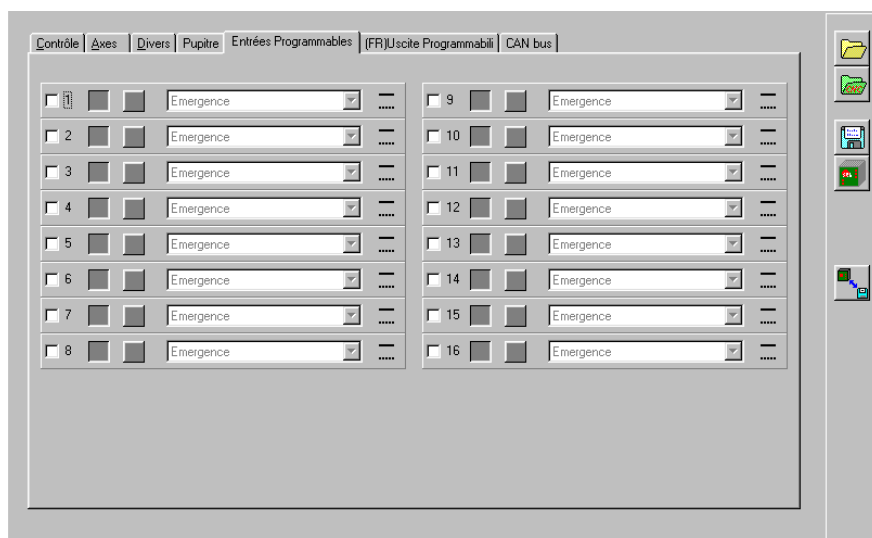 Contrôle Axes Divers Pupitre Entrées Programmables (FR)Uscite Programmabili CAN bus
1 Emergence
2 Emergence
3 Emergence
4 Emergence
5 Emergence
6 Emergence
7 Emergence
8 Emergence
9 Emergence
10 Emergence
11 Emergence
12 Emergence
13 Emergence
14 Emergence
15 Emergence
16 Emergence